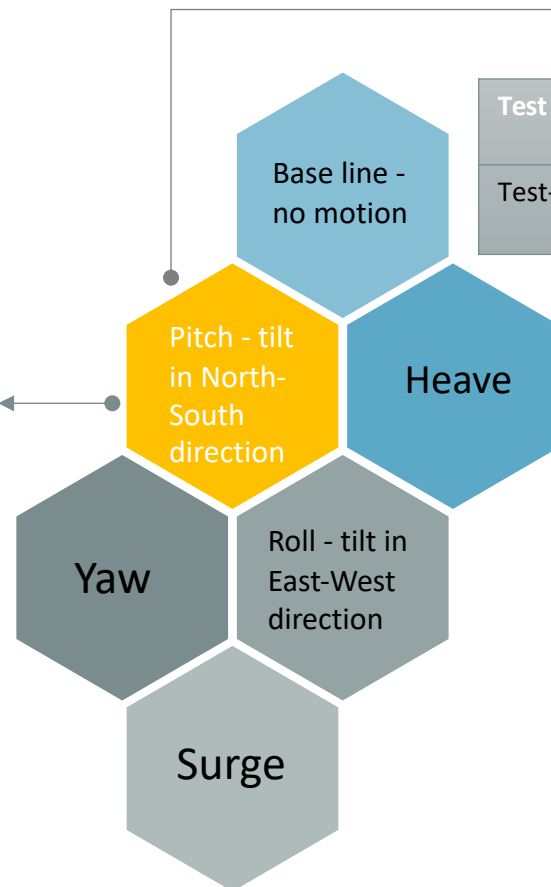 Test
Test-
Base line -
no motion
Pitch - tilt
in North-
South
direction
Heave
Yaw
Roll - tilt in
East-West
direction
Surge